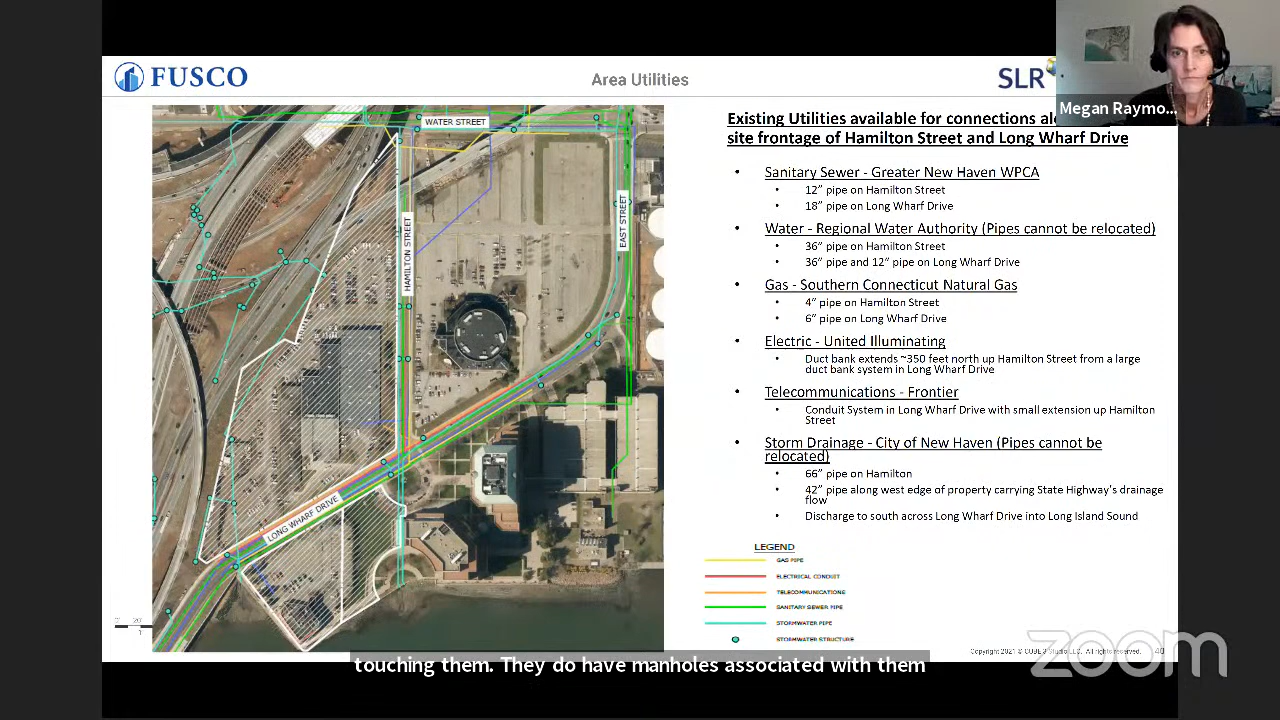 FUSCO
Area Utilities
SLR
Megan Raymo...
Existing Utilities available for connections al
site frontage of Hamilton Street and Long Wharf Drive
• Sanitary Sewer - Greater New Haven WPCA
• 12” pipe on Hamilton Street
• 18” pipe on Long Wharf Drive
• Water - Regional Water Authority (Pipes cannot be relocated)
• 36” pipe on Hamilton Street
• 36” pipe and 12” pipe on Long Wharf Drive
• Gas - Southern Connecticut Natural Gas
• 4” pipe on Hamilton Street
• 6” pipe on Long Wharf Drive
• Electric - United Illuminating
• Duct bank extends ~350 feet north up Hamilton Street from a large
duct bank system in Long Wharf Drive
• Telecommunications - Frontier
• Conduit System in Long Wharf Drive with small extension up Hamilton
Street
• Storm Drainage - City of New Haven (Pipes cannot be
relocated)
• 66” pipe on Hamilton
• 42” pipe along west edge of property carrying State Highway’s drainage
flow
• Discharge to south across Long Wharf Drive into Long Island Sound
WATER STREET
HAMILTON STREET
EAST STREET
LONG WHARF DRIVE
LEGEND
GAS PIPE
ELECTRICAL CONDUIT
TELECOMMUNICATIONS
SANITARY SEWER PIPE
STORMWATER PIPE
STORMWATER STRUCTURE
Copyright 2021 © CUBE 3 Studio LLC. All rights reserved.
zoom
touching them. They do have manholes associated with them